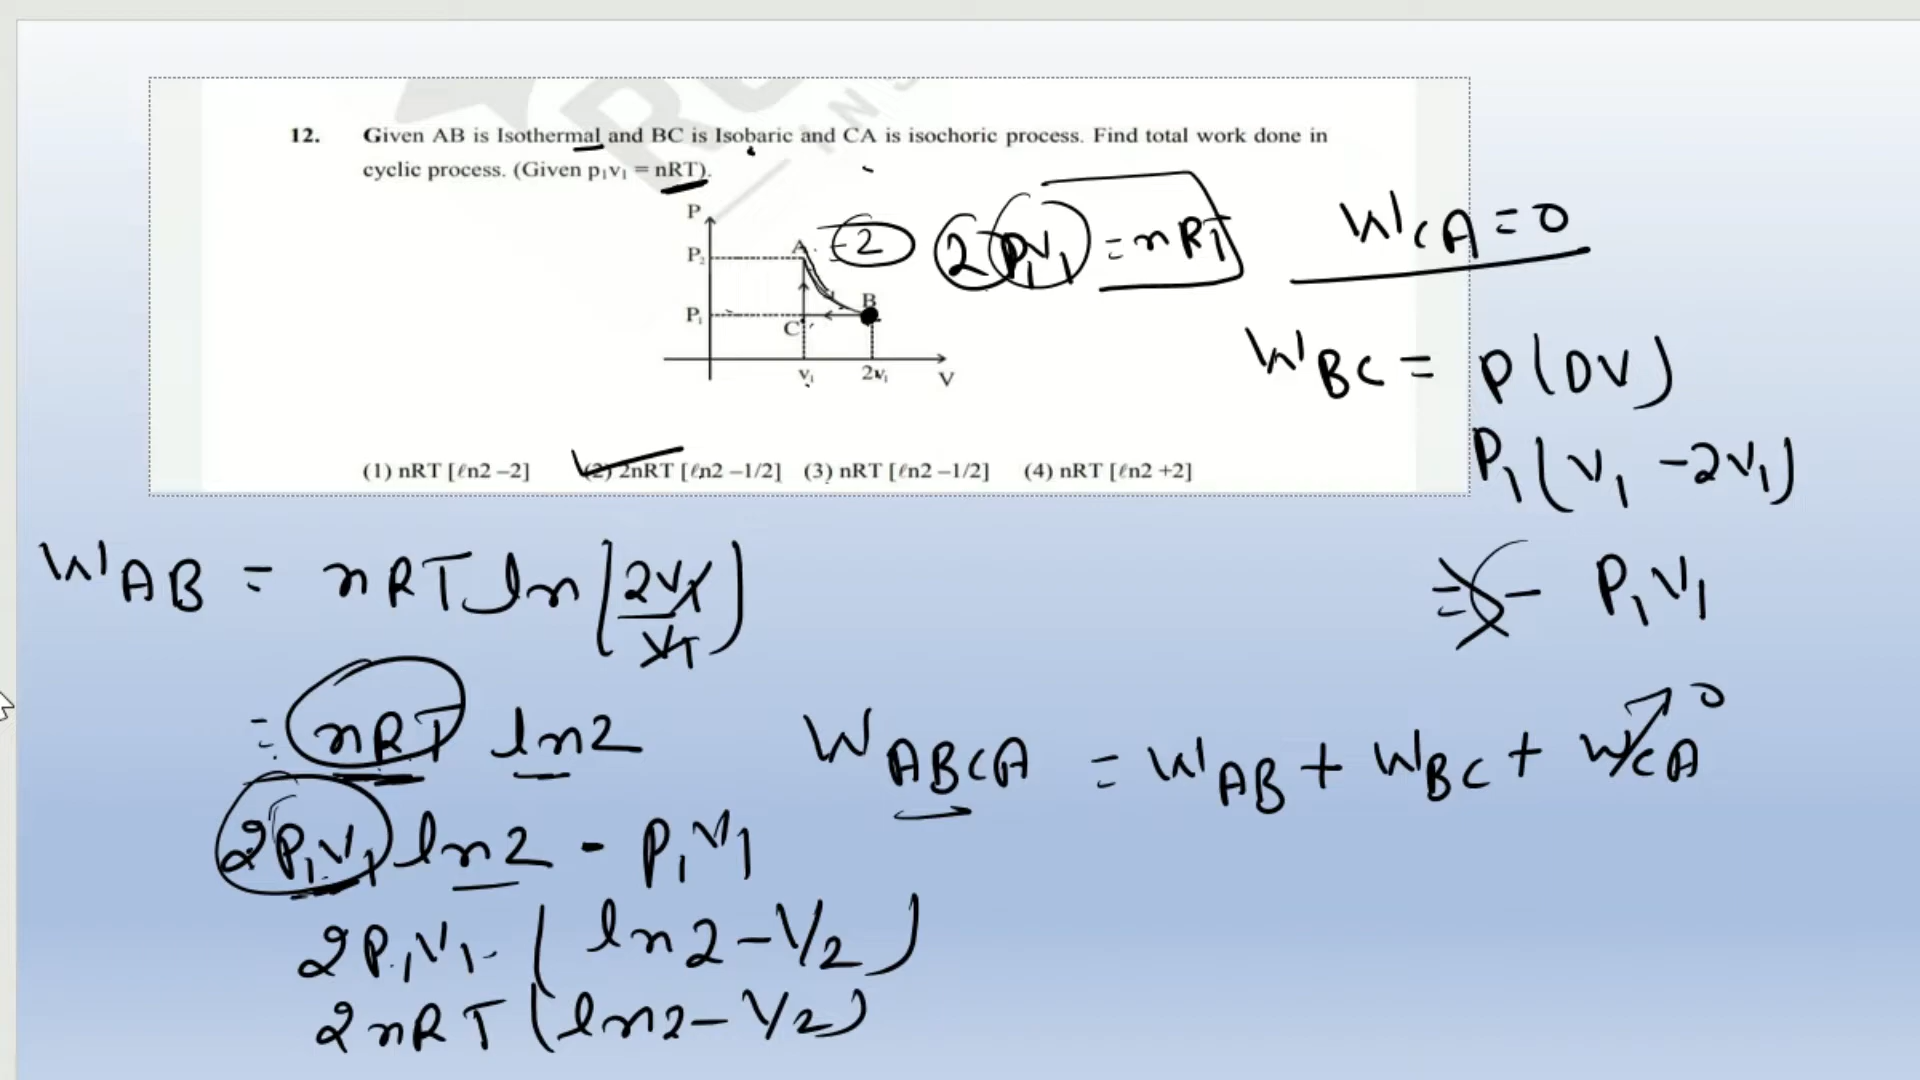 12. Given AB is Isothermal and BC is Isobaric and CA is isochoric process. Find total work done in
cyclic process. (Given p₁v₁ = nRT).
P
P₂
A
2
P₁
B
C
v₁
2v₁
V
2 P₁V₁ = nRT
W_CA = 0
W_BC = P(DV)
P₁(V₁ - 2V₁)
= - P₁V₁
(1) nRT [ℓn2 –2] (2) 2nRT [ℓn2 –1/2] (3) nRT [ℓn2 –1/2] (4) nRT [ℓn2 +2]
W_AB = nRT ln (2V₁/V₁)
= nRT ln2
W_ABCA = W_AB + W_BC + W_CA 0
2P₁V₁ ln2 - P₁V₁
2P₁V₁ (ln2 - 1/2)
2nRT (ln2 - 1/2)